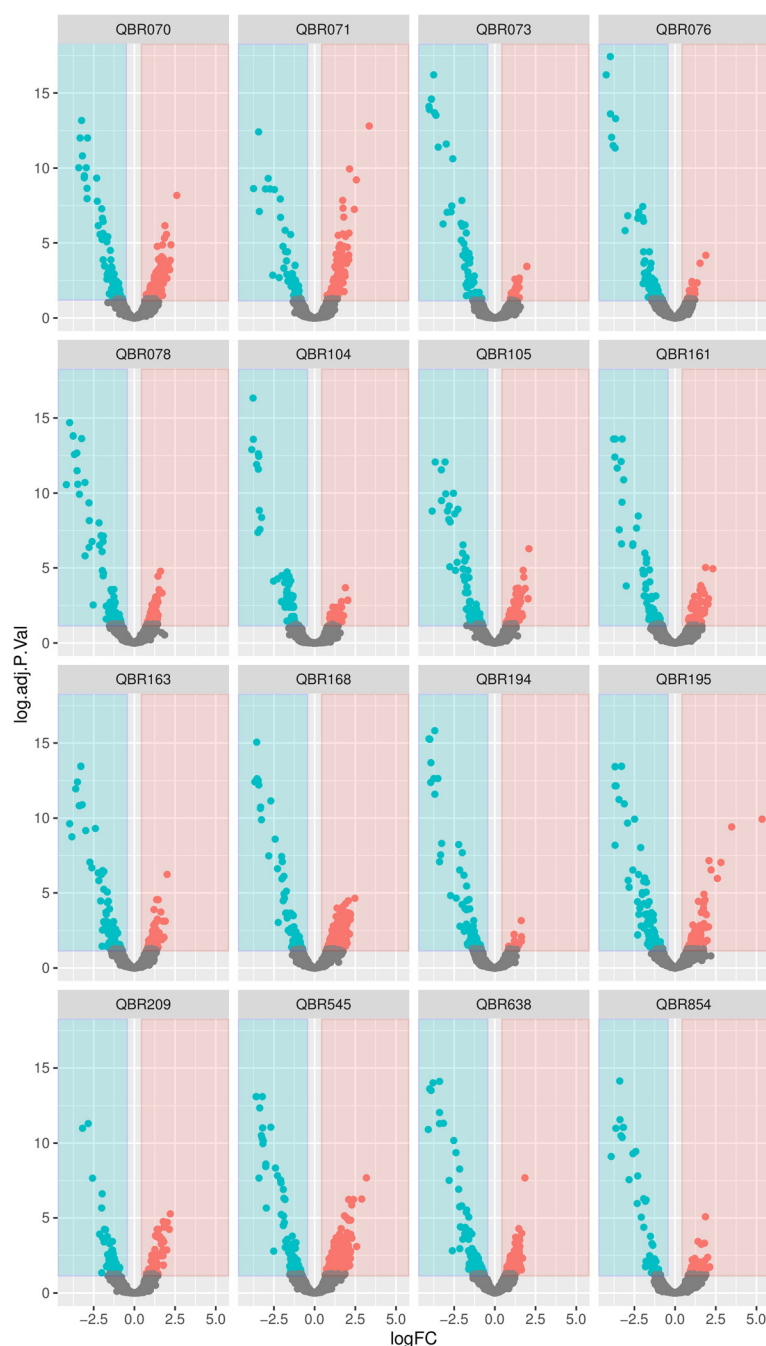 QBR070 QBR071 QBR073 QBR076
15
10
5
0
QBR078 QBR104 QBR105 QBR161
15
10
5
0
log.adj.P.Val
QBR163 QBR168 QBR194 QBR195
15
10
5
0
QBR209 QBR545 QBR638 QBR854
15
10
5
0
−2.5 0.0 2.5 5.0 −2.5 0.0 2.5 5.0 −2.5 0.0 2.5 5.0 −2.5 0.0 2.5 5.0
logFC